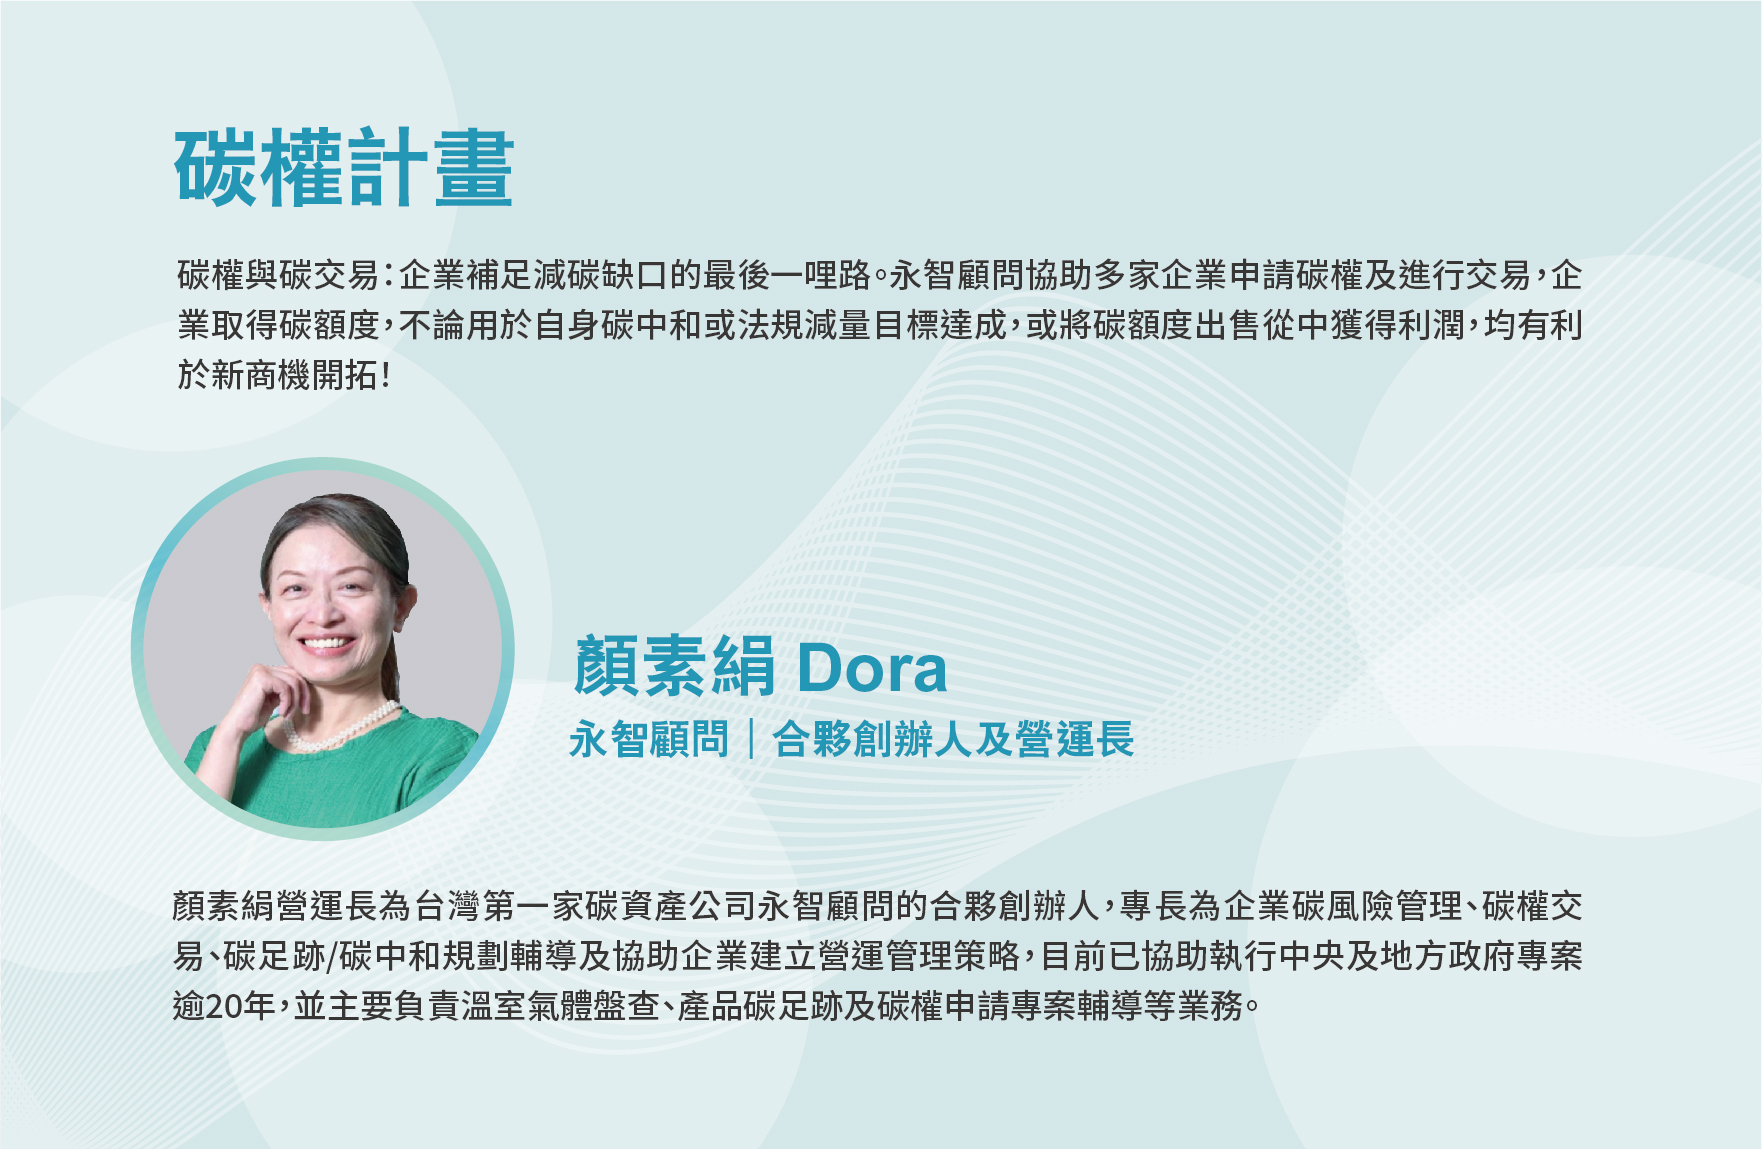 碳權計畫
碳權與碳交易：企業補足減碳缺口的最後一哩路。永智顧問協助多家企業申請碳權及進行交易，企
業取得碳額度，不論用於自身碳中和或法規減量目標達成，或將碳額度出售從中獲得利潤，均有利
於新商機開拓！
顏素絹 Dora
永智顧問｜合夥創辦人及營運長
顏素絹營運長為台灣第一家碳資產公司永智顧問的合夥創辦人，專長為企業碳風險管理、碳權交
易、碳足跡/碳中和規劃輔導及協助企業建立營運管理策略，目前已協助執行中央及地方政府專案
逾20年，並主要負責溫室氣體盤查、產品碳足跡及碳權申請專案輔導等業務。